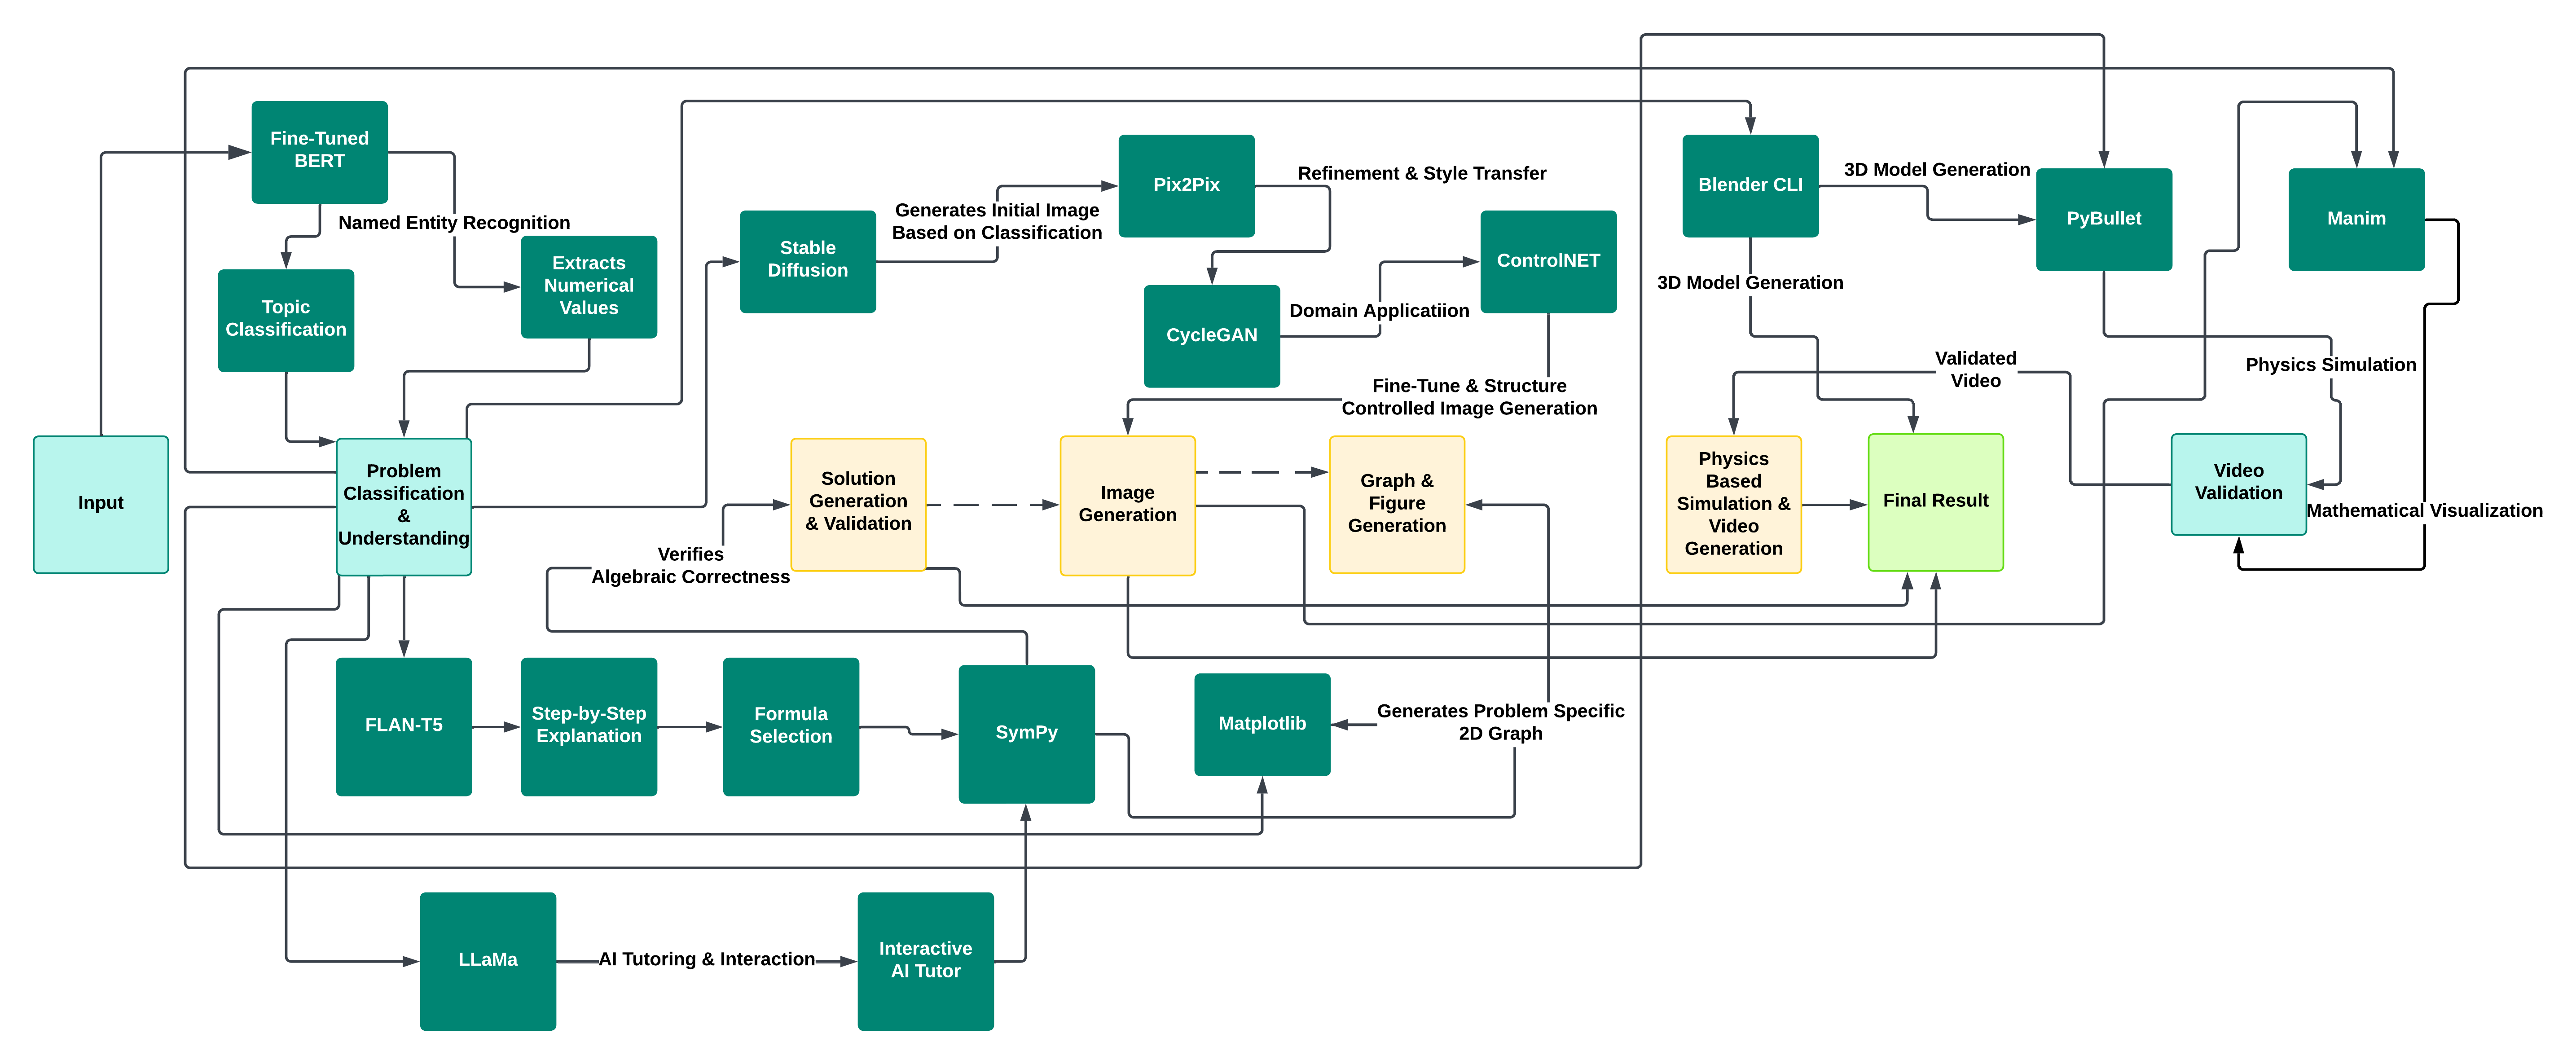 Fine-Tuned
BERT
Named Entity Recognition
Topic
Classification
Extracts
Numerical
Values
Input
Problem
Classification
&
Understanding
Stable
Diffusion
Generates Initial Image
Based on Classification
Pix2Pix
Refinement & Style Transfer
CycleGAN
Domain Applicatiion
ControlNET
Fine-Tune & Structure
Controlled Image Generation
Blender CLI
3D Model Generation
3D Model Generation
PyBullet
Manim
Validated
Video
Physics Simulation
Verifies
Algebraic Correctness
Solution
Generation
& Validation
Image
Generation
Graph &
Figure
Generation
Physics
Based
Simulation &
Video
Generation
Final Result
Video
Validation
Mathematical Visualization
FLAN-T5
Step-by-Step
Explanation
Formula
Selection
SymPy
Matplotlib
Generates Problem Specific
2D Graph
LLaMa
AI Tutoring & Interaction
Interactive
AI Tutor